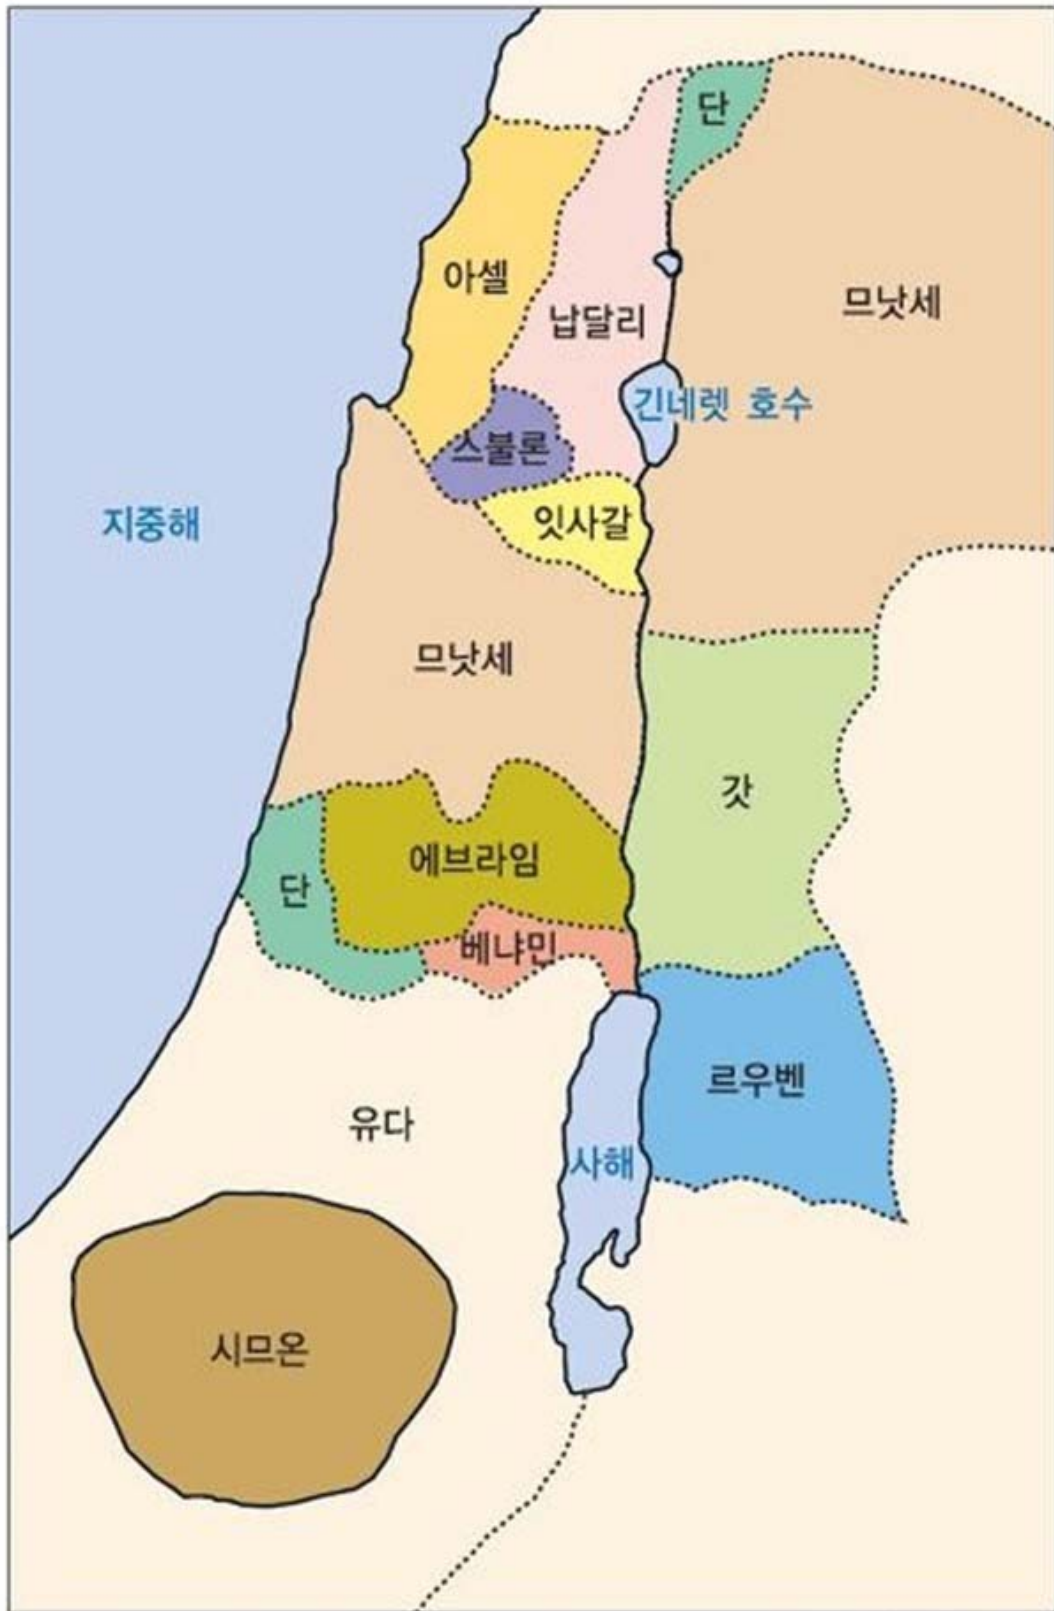 단
아셀
므낫세
납달리
긴네렛 호수
스불론
지중해
잇사갈
므낫세
갓
에브라임
단
베냐민
르우벤
유다
사해
시므온